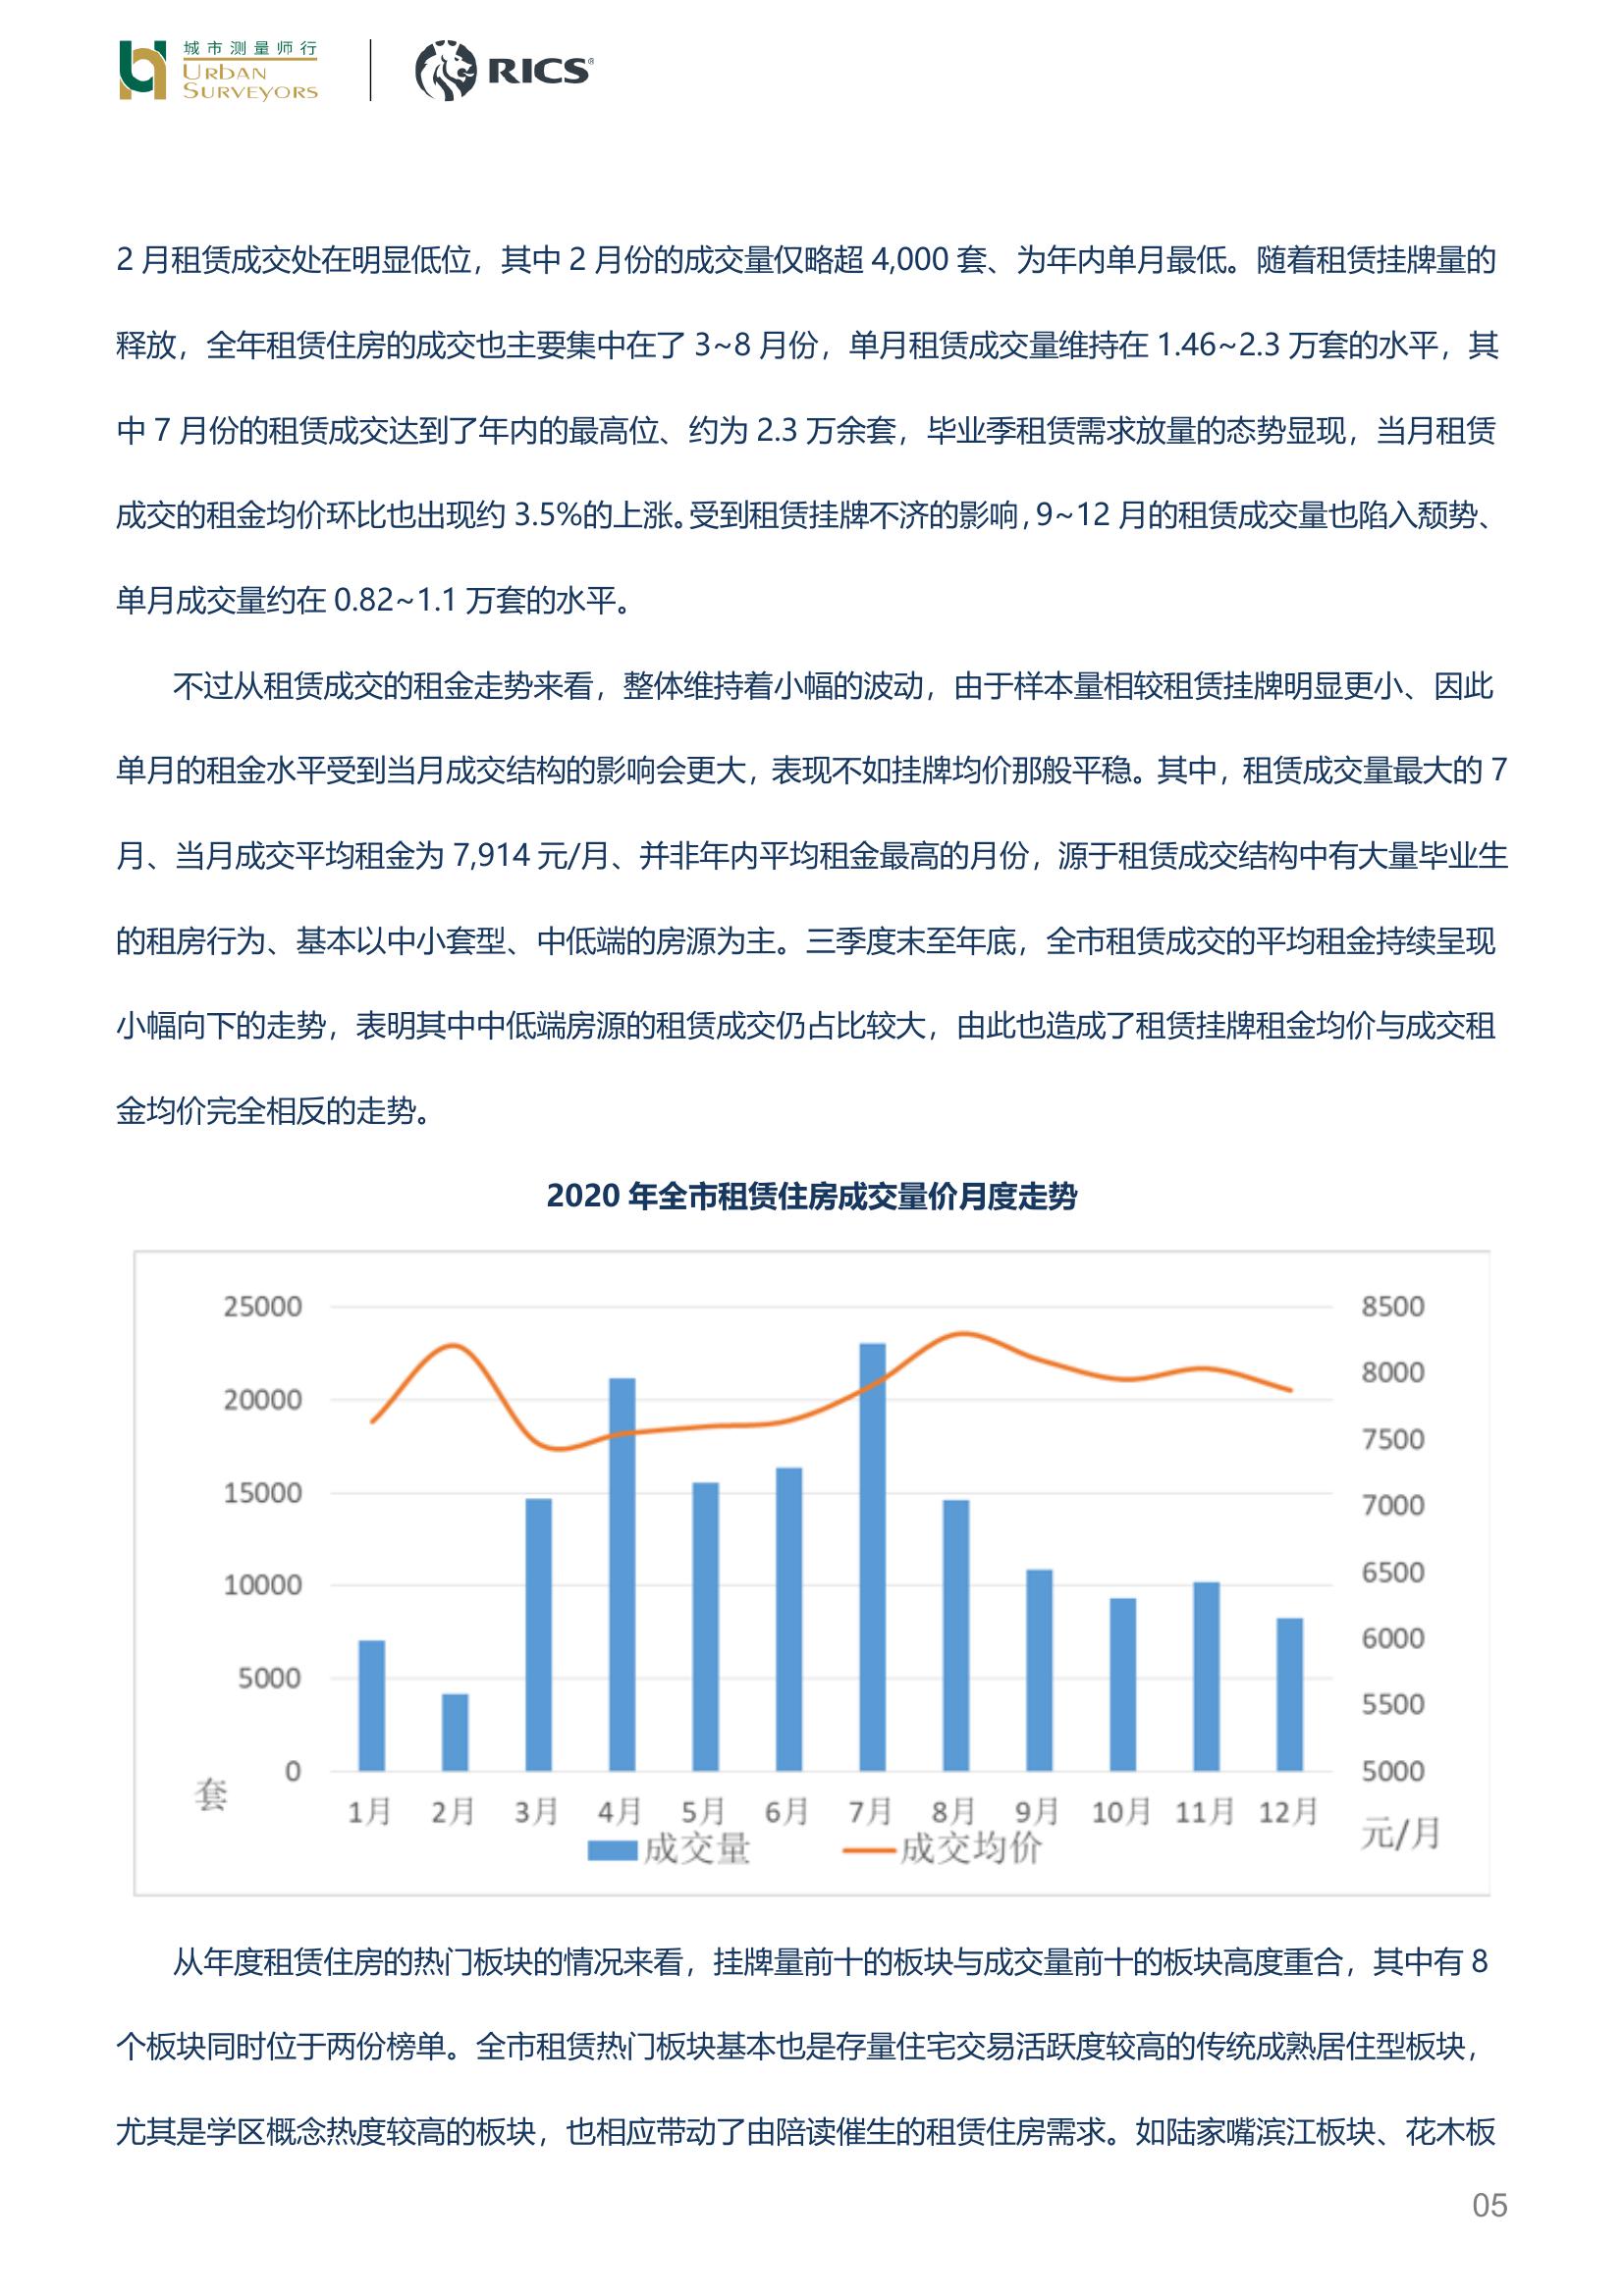 城市测量师行
URBAN
SURVEYORS
RICS®
2 月租赁成交处在明显低位，其中 2 月份的成交量仅略超 4,000 套、为年内单月最低。随着租赁挂牌量的
释放，全年租赁住房的成交也主要集中在了 3~8 月份，单月租赁成交量维持在 1.46~2.3 万套的水平，其
中 7 月份的租赁成交达到了年内的最高位、约为 2.3 万余套，毕业季租赁需求放量的态势显现，当月租赁
成交的租金均价环比也出现约 3.5%的上涨。受到租赁挂牌不济的影响，9~12 月的租赁成交量也陷入颓势、
单月成交量约在 0.82~1.1 万套的水平。
不过从租赁成交的租金走势来看，整体维持着小幅的波动，由于样本量相较租赁挂牌明显更小、因此
单月的租金水平受到当月成交结构的影响会更大，表现不如挂牌均价那般平稳。其中，租赁成交量最大的 7
月、当月成交平均租金为 7,914 元/月、并非年内平均租金最高的月份，源于租赁成交结构中有大量毕业生
的租房行为、基本以中小套型、中低端的房源为主。三季度末至年底，全市租赁成交的平均租金持续呈现
小幅向下的走势，表明其中中低端房源的租赁成交仍占比较大，由此也造成了租赁挂牌租金均价与成交租
金均价完全相反的走势。
2020 年全市租赁住房成交量价月度走势
25000
20000
15000
10000
5000
0
套
8500
8000
7500
7000
6500
6000
5500
5000
元/月
1月 2月 3月 4月 5月 6月 7月 8月 9月 10月 11月 12月
成交量 成交均价
从年度租赁住房的热门板块的情况来看，挂牌量前十的板块与成交量前十的板块高度重合，其中有 8
个板块同时位于两份榜单。全市租赁热门板块基本也是存量住宅交易活跃度较高的传统成熟居住型板块，
尤其是学区概念热度较高的板块，也相应带动了由陪读催生的租赁住房需求。如陆家嘴滨江板块、花木板
05